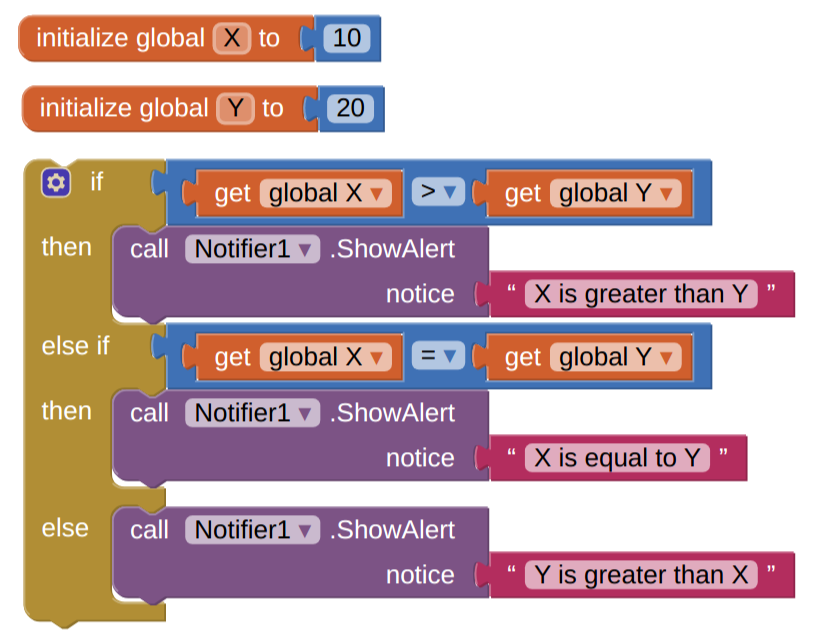 initialize global X to 10
initialize global Y to 20
if get global X ▾ > ▾ get global Y ▾
then call Notifier1 ▾ .ShowAlert
notice “ X is greater than Y ”
else if get global X ▾ = ▾ get global Y ▾
then call Notifier1 ▾ .ShowAlert
notice “ X is equal to Y ”
else call Notifier1 ▾ .ShowAlert
notice “ Y is greater than X ”